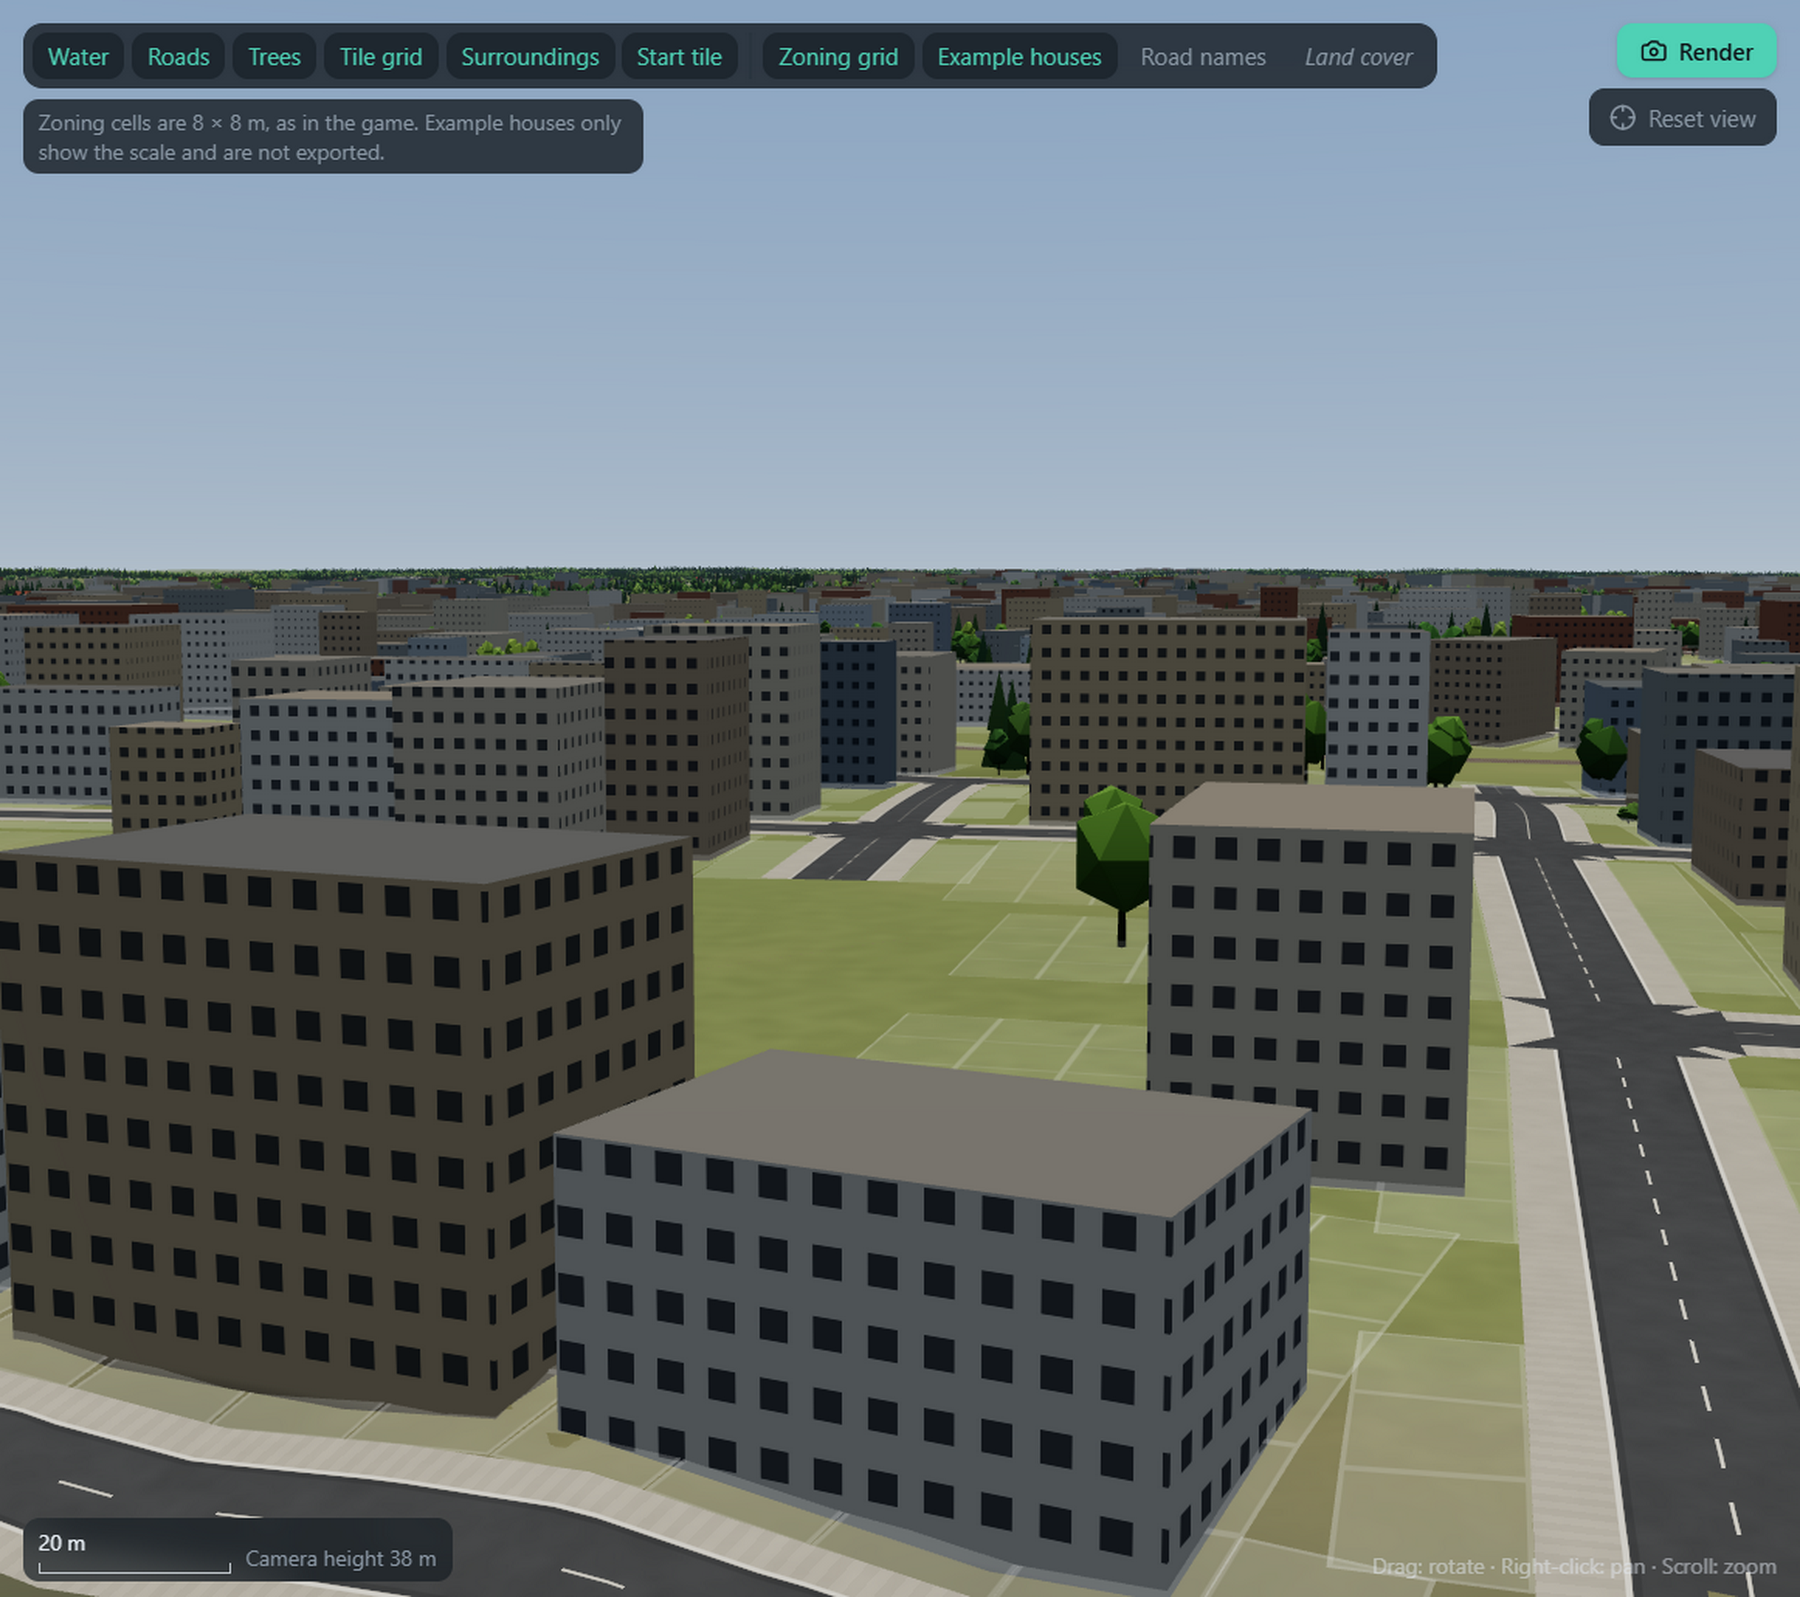 Water Roads Trees Tile grid Surroundings Start tile Zoning grid Example houses Road names Land cover
Render
Zoning cells are 8 × 8 m, as in the game. Example houses only
show the scale and are not exported.
Reset view
20 m
Camera height 38 m
Drag: rotate · Right-click: pan · Scroll: zoom